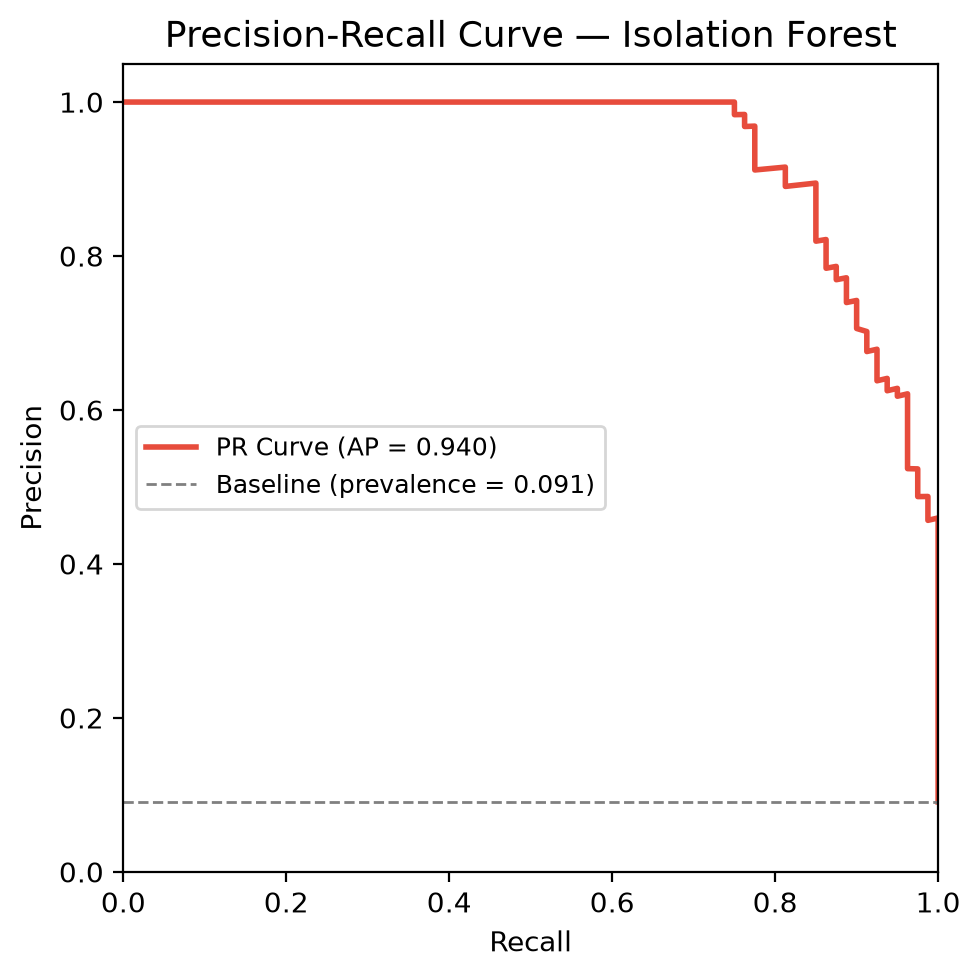 Precision-Recall Curve — Isolation Forest
1.0
0.8
0.6
0.4
0.2
0.0
Precision
PR Curve (AP = 0.940)
Baseline (prevalence = 0.091)
0.0 0.2 0.4 0.6 0.8 1.0
Recall